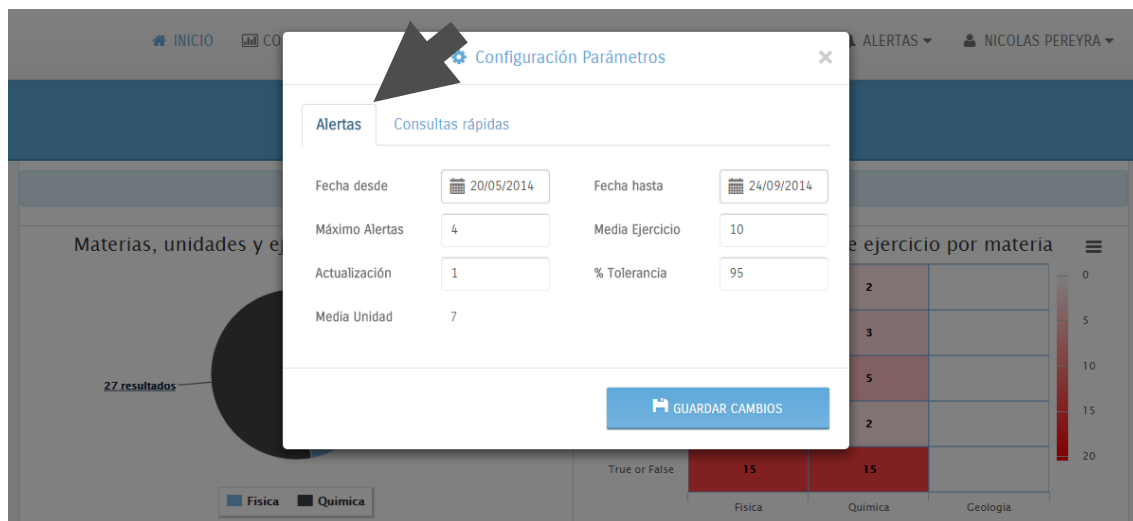 INICIO
CO
ALERTAS
NICOLAS PEREYRA
Configuración Parámetros
×
Alertas
Consultas rápidas
Fecha desde 20/05/2014 Fecha hasta 24/09/2014
Máximo Alertas 4 Media Ejercicio 10
Actualización 1 % Tolerancia 95
Media Unidad 7
GUARDAR CAMBIOS
Materias, unidades y ej
27 resultados
Fisica Quimica
e ejercicio por materia
2
3
5
2
True or False 15 15
Fisica Quimica Geologia
0
5
10
15
20